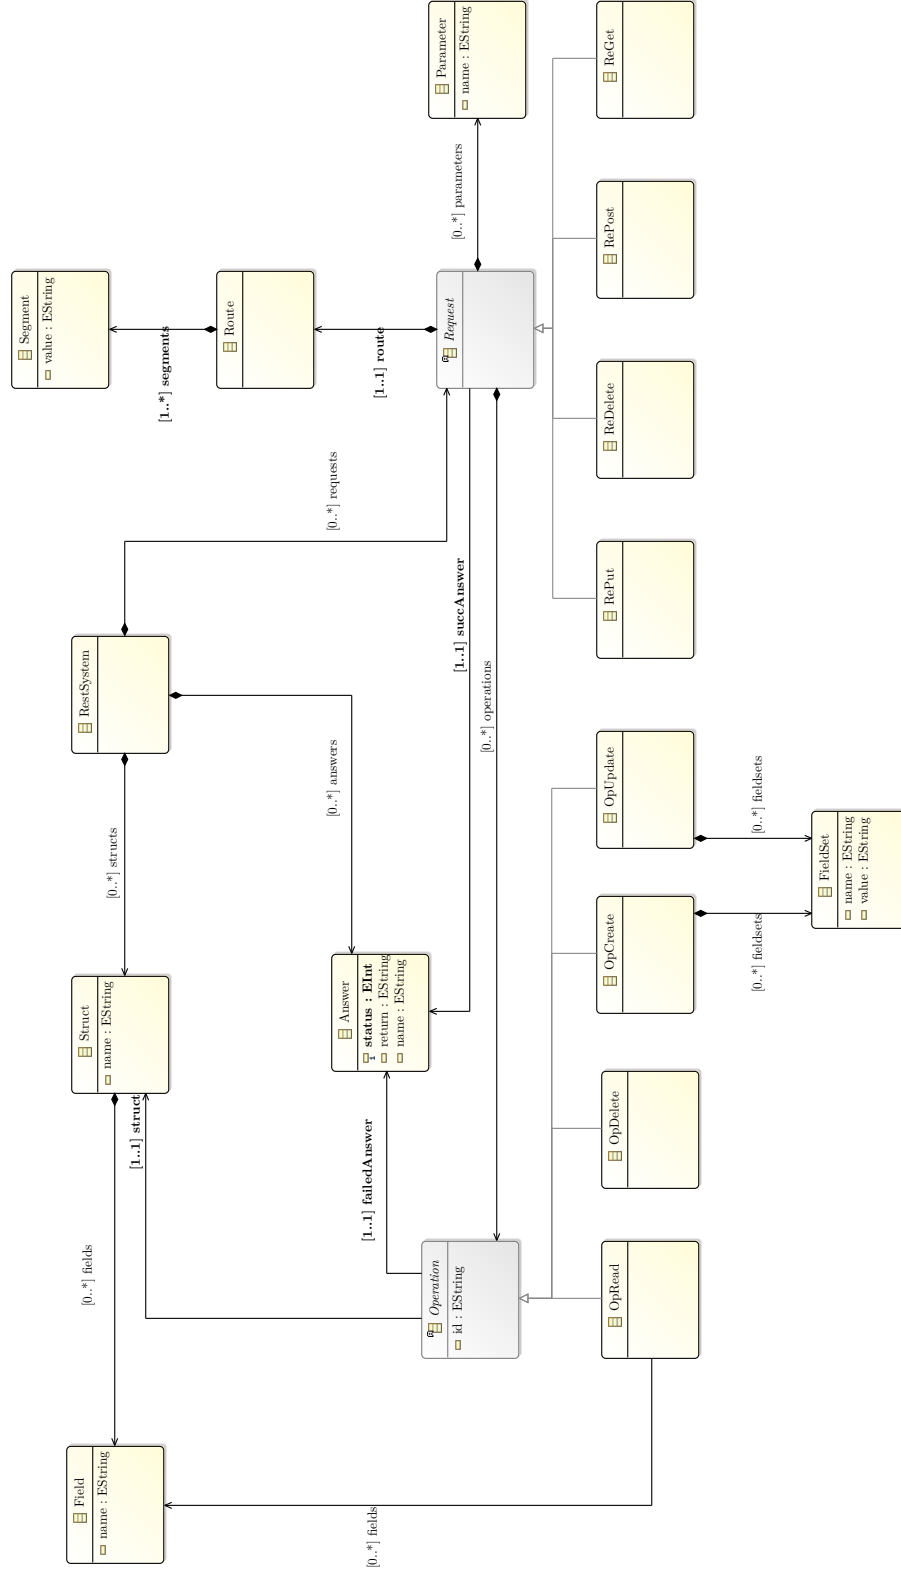 Field
name : EString
[0..*] fields
[0..*] fields
Struct
name : EString
[1..1] struct
[0..*] structs
RestSystem
[0..*] requests
[0..*] answers
Segment
value : EString
[1..*] segments
Route
[1..1] route
Answer
status : EInt
return : EString
name : EString
[1..1] failedAnswer
[1..1] succAnswer
[0..*] operations
Operation
id : EString
Request
[0..*] parameters
Parameter
name : EString
OpRead
OpDelete
OpCreate
OpUpdate
RePut
ReDelete
RePost
ReGet
[0..*] fieldsets
[0..*] fieldsets
FieldSet
name : EString
value : EString